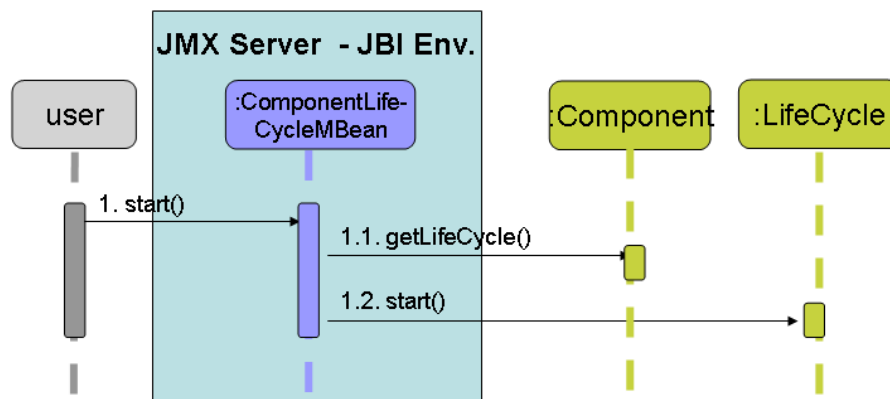 JMX Server - JBI Env.
user
:ComponentLife-
CycleMBean
:Component
:LifeCycle
1. start()
1.1. getLifeCycle()
1.2. start()